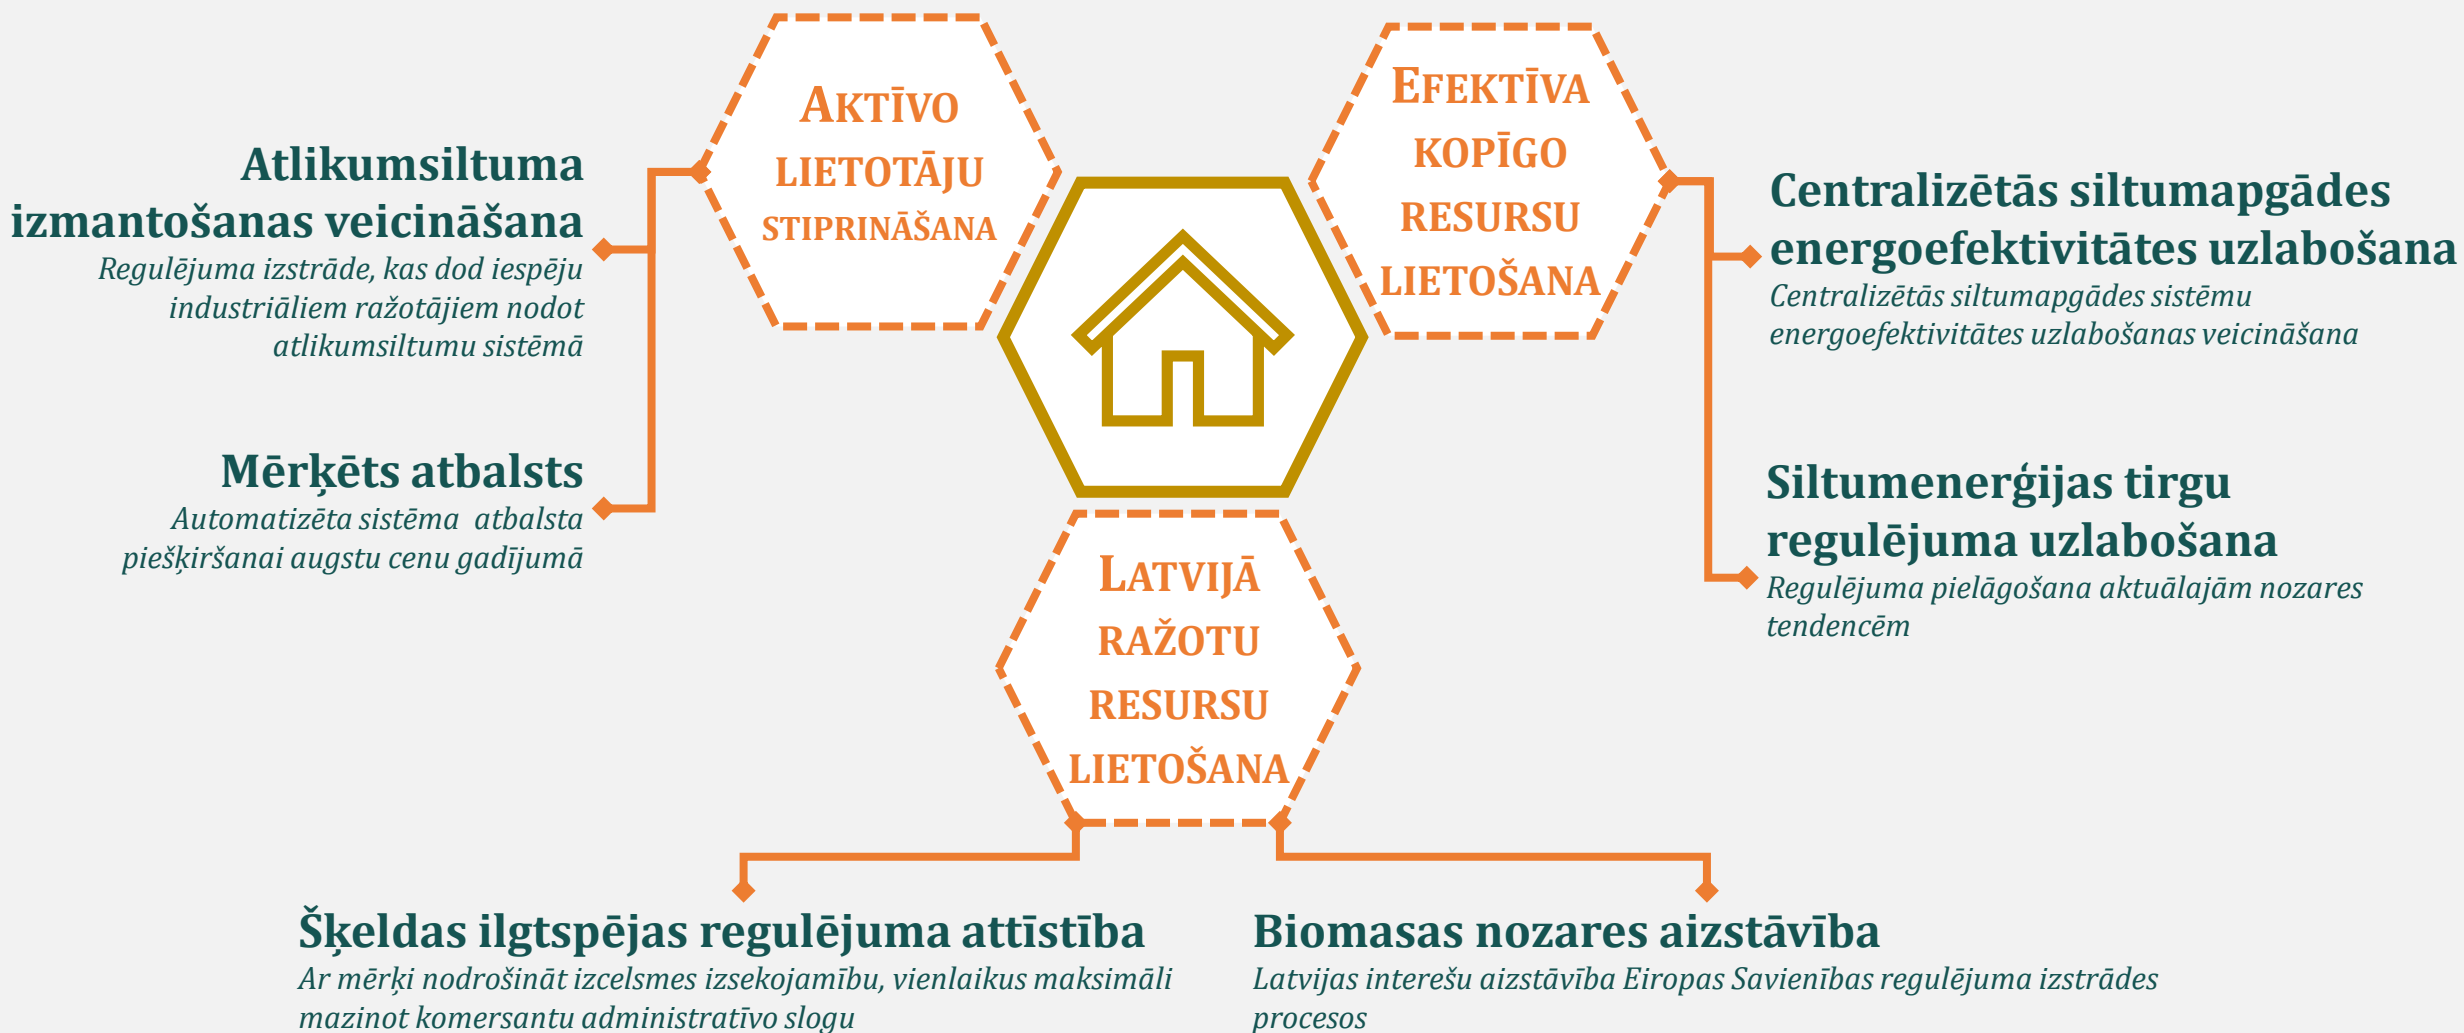 AKTĪVO
LIETOTĀJU
STIPRINĀŠANA
EFEKTĪVA
KOPĪGO
RESURSU
LIETOŠANA
Atlikumsiltuma
izmantošanas veicināšana
Regulējuma izstrāde, kas dod iespēju
industriāliem ražotājiem nodot
atlikumsiltumu sistēmā
Mērķēts atbalsts
Automatizēta sistēma atbalsta
piešķiršanai augstu cenu gadījumā
Centralizētās siltumapgādes
energoefektivitātes uzlabošana
Centralizētās siltumapgādes sistēmu
energoefektivitātes uzlabošanas veicināšana
Siltumenerģijas tirgu
regulējuma uzlabošana
Regulējuma pielāgošana aktuālajām nozares
tendencēm
LATVIJĀ
RAŽOTU
RESURSU
LIETOŠANA
Šķeldas ilgtspējas regulējuma attīstība
Ar mērķi nodrošināt izcelsmes izsekojamību, vienlaikus maksimāli
mazinot komersantu administratīvo slogu
Biomasas nozares aizstāvība
Latvijas interešu aizstāvība Eiropas Savienības regulējuma izstrādes
procesos